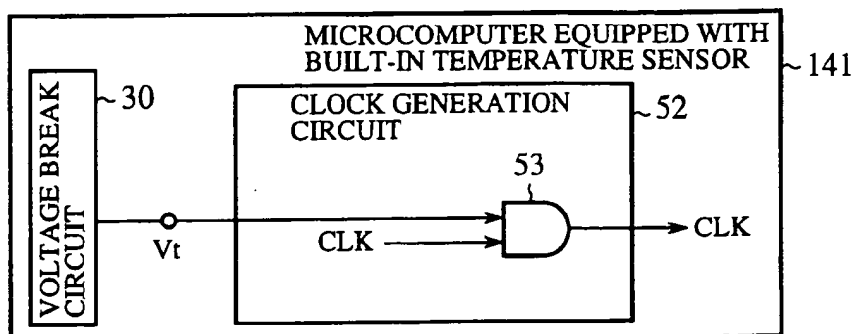 MICROCOMPUTER EQUIPPED WITH
BUILT-IN TEMPERATURE SENSOR
141
VOLTAGE BREAK
CIRCUIT
30
CLOCK GENERATION
CIRCUIT
52
53
Vt
CLK
CLK